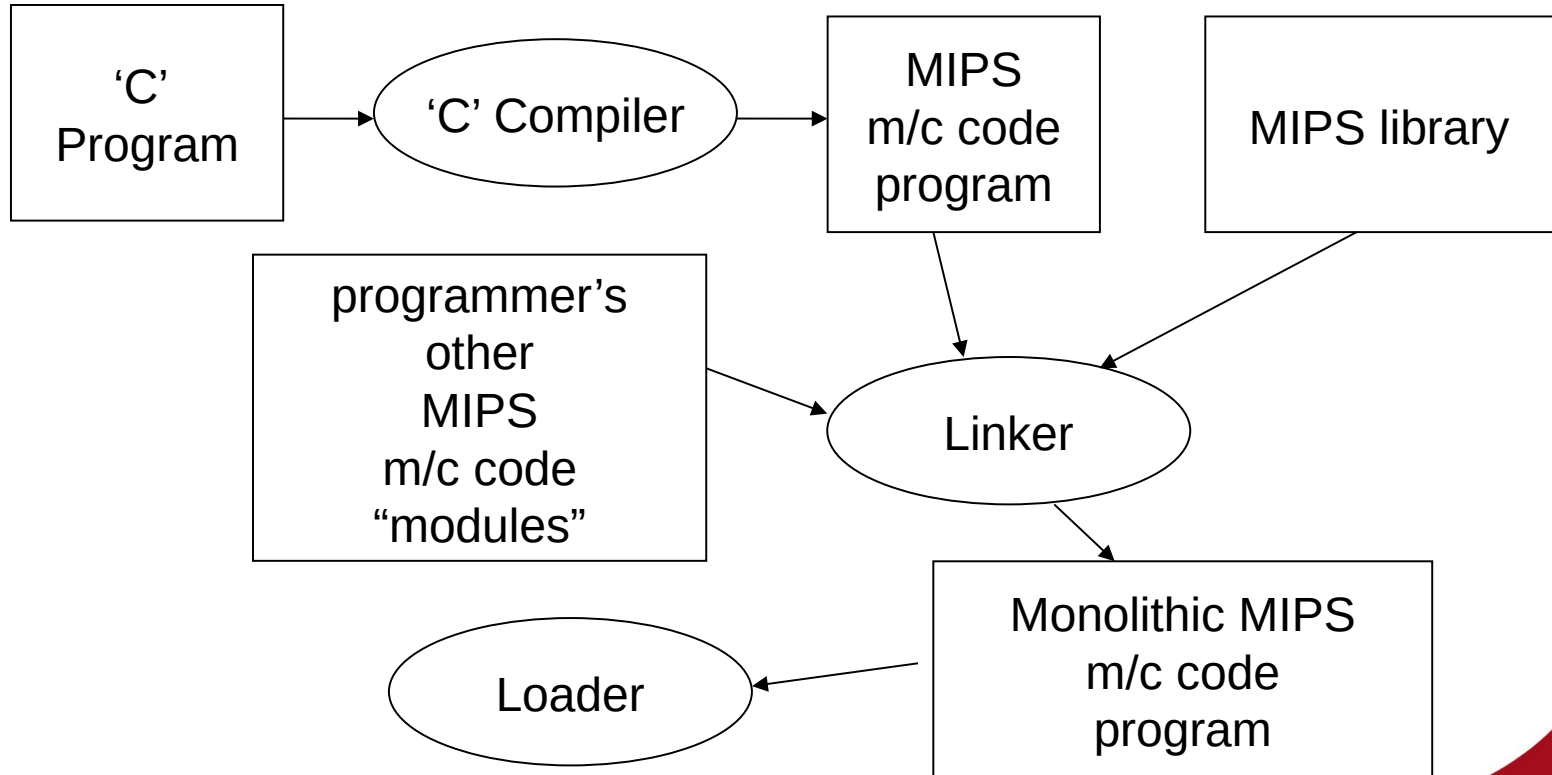 ‘C’
Program
‘C’ Compiler
MIPS
m/c code
program
MIPS library
programmer’s
other
MIPS
m/c code
“modules”
Linker
Monolithic MIPS
m/c code
program
Loader